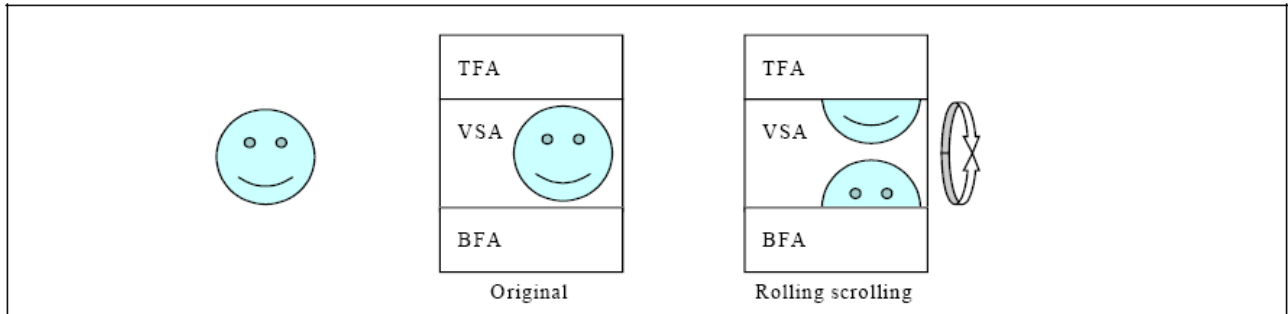 TFA
TFA
VSA
VSA
BFA
BFA
Original
Rolling scrolling